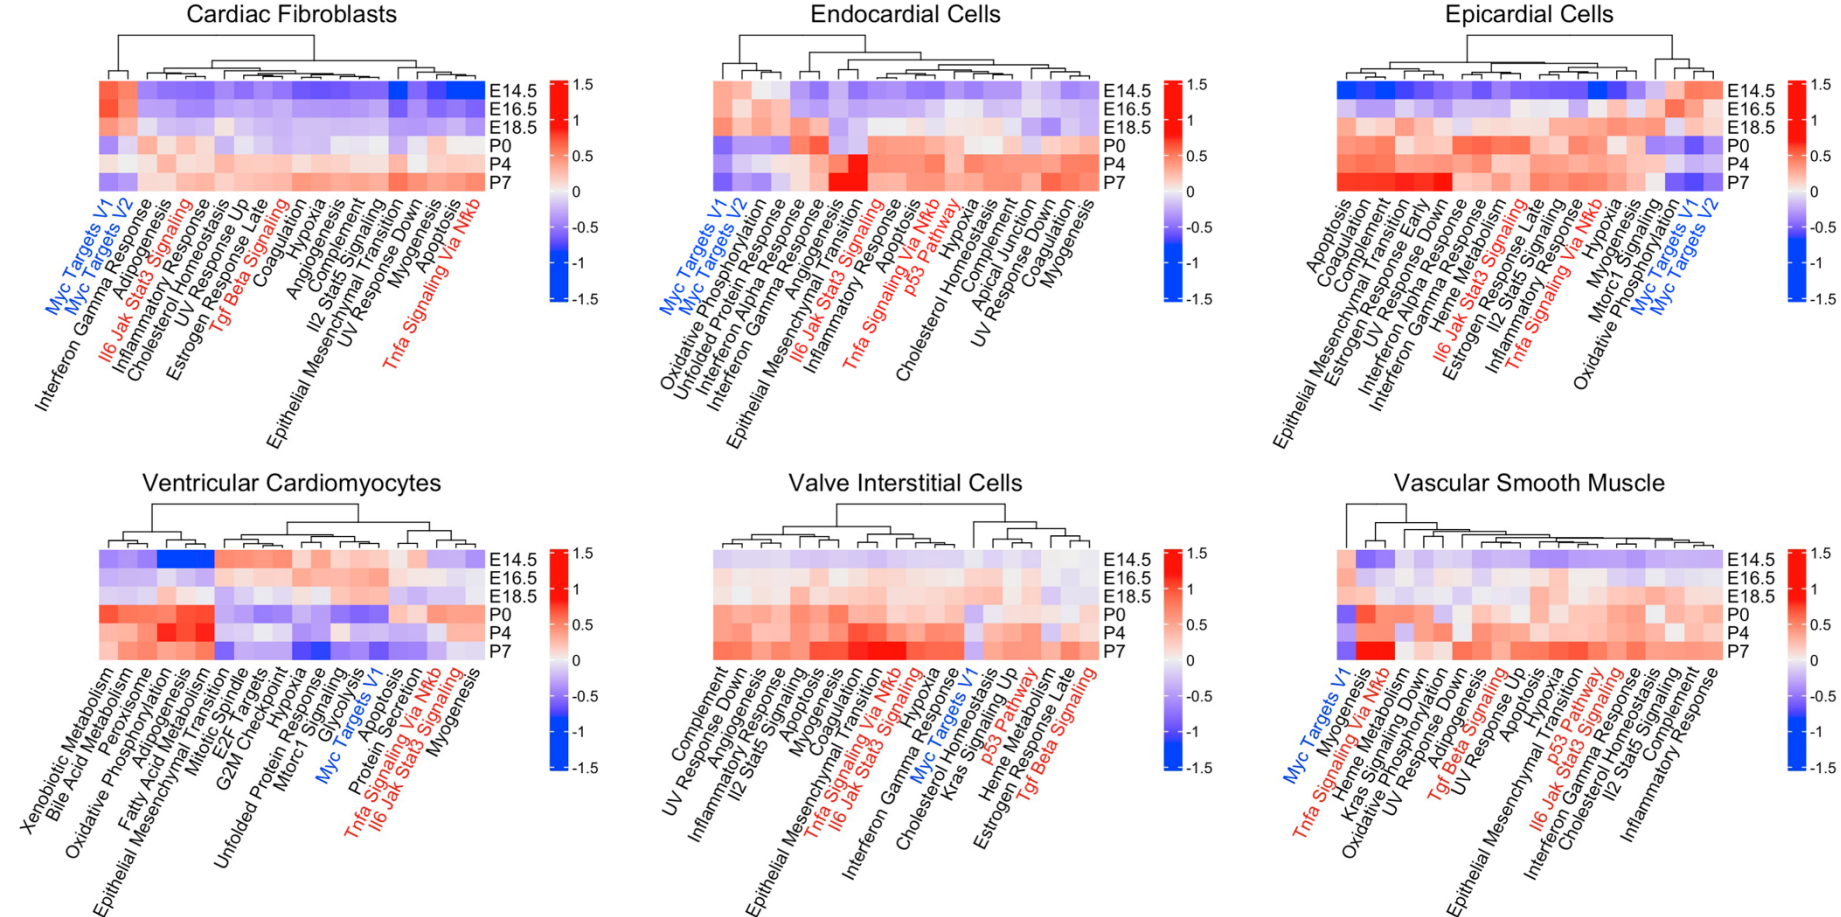 Cardiac Fibroblasts
E14.5
E16.5
E18.5
P0
P4
P7
1.5
1
0.5
0
-0.5
-1
-1.5
Myc Targets V1
Myc Targets V2
Interferon Gamma Response
Adipogenesis
Il6 Jak Stat3 Signaling
Inflammatory Response
Cholesterol Homeostasis
UV Response Up
Estrogen Response Late
Tgf Beta Signaling
Coagulation
Hypoxia
Angiogenesis
Complement
Il2 Stat5 Signaling
Epithelial Mesenchymal Transition
UV Response Down
Myogenesis
Apoptosis
Tnfa Signaling Via Nfkb
Endocardial Cells
E14.5
E16.5
E18.5
P0
P4
P7
1.5
1
0.5
0
-0.5
-1
-1.5
Myc Targets V1
Myc Targets V2
Oxidative Phosphorylation
Unfolded Protein Response
Interferon Alpha Response
Interferon Gamma Response
Angiogenesis
Epithelial Mesenchymal Transition
Il6 Jak Stat3 Signaling
Inflammatory Response
Apoptosis
Tnfa Signaling Via Nfkb
p53 Pathway
Hypoxia
Cholesterol Homeostasis
Complement
Apical Junction
UV Response Down
Coagulation
Myogenesis
Epicardial Cells
E14.5
E16.5
E18.5
P0
P4
P7
1.5
1
0.5
0
-0.5
-1
-1.5
Apoptosis
Coagulation
Complement
Epithelial Mesenchymal Transition
Estrogen Response Early
UV Response Down
Interferon Alpha Response
Interferon Gamma Response
Heme Metabolism
Il6 Jak Stat3 Signaling
Estrogen Response Late
Il2 Stat5 Signaling
Inflammatory Response
Tnfa Signaling Via Nfkb
Hypoxia
Myogenesis
Mtorc1 Signaling
Oxidative Phosphorylation
Myc Targets V1
Myc Targets V2
Ventricular Cardiomyocytes
E14.5
E16.5
E18.5
P0
P4
P7
1.5
1
0.5
0
-0.5
-1
-1.5
Xenobiotic Metabolism
Bile Acid Metabolism
Peroxisome
Oxidative Phosphorylation
Adipogenesis
Fatty Acid Metabolism
Epithelial Mesenchymal Transition
Mitotic Spindle
E2F Targets
G2M Checkpoint
Hypoxia
Unfolded Protein Response
Mtorc1 Signaling
Glycolysis
Myc Targets V1
Apoptosis
Protein Secretion
Tnfa Signaling Via Nfkb
Il6 Jak Stat3 Signaling
Myogenesis
Valve Interstitial Cells
E14.5
E16.5
E18.5
P0
P4
P7
1.5
1
0.5
0
-0.5
-1
-1.5
Complement
UV Response Down
Angiogenesis
Inflammatory Response
Il2 Stat5 Signaling
Apoptosis
Myogenesis
Coagulation
Epithelial Mesenchymal Transition
Tnfa Signaling Via Nfkb
Il6 Jak Stat3 Signaling
Hypoxia
Interferon Gamma Response
Myc Targets V1
Cholesterol Homeostasis
Kras Signaling Up
p53 Pathway
Heme Metabolism
Estrogen Response Late
Tgf Beta Signaling
Vascular Smooth Muscle
E14.5
E16.5
E18.5
P0
P4
P7
1.5
1
0.5
0
-0.5
-1
-1.5
Myc Targets V1
Myogenesis
Tnfa Signaling Via Nfkb
Heme Metabolism
Kras Signaling Down
Oxidative Phosphorylation
UV Response Down
Adipogenesis
Tgf Beta Signaling
UV Response Up
Apoptosis
Hypoxia
Epithelial Mesenchymal Transition
p53 Pathway
Il6 Jak Stat3 Signaling
Interferon Gamma Response
Cholesterol Homeostasis
Il2 Stat5 Signaling
Complement
Inflammatory Response